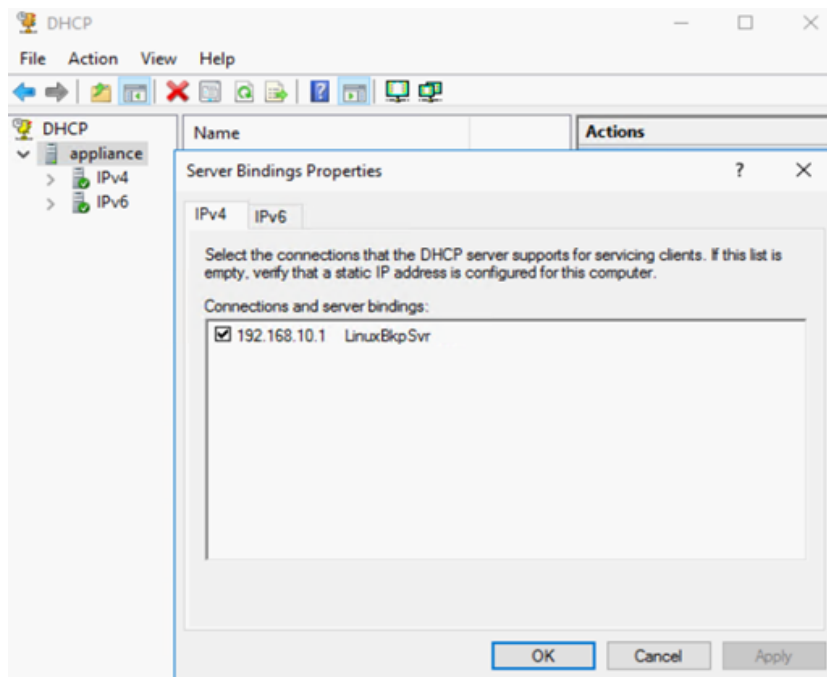 DHCP
File Action View Help
DHCP
appliance
IPv4
IPv6
Name
Actions
Server Bindings Properties
IPv4 IPv6
Select the connections that the DHCP server supports for servicing clients. If this list is
empty, verify that a static IP address is configured for this computer.
Connections and server bindings:
192.168.10.1 LinuxBkpSvr
OK Cancel Apply